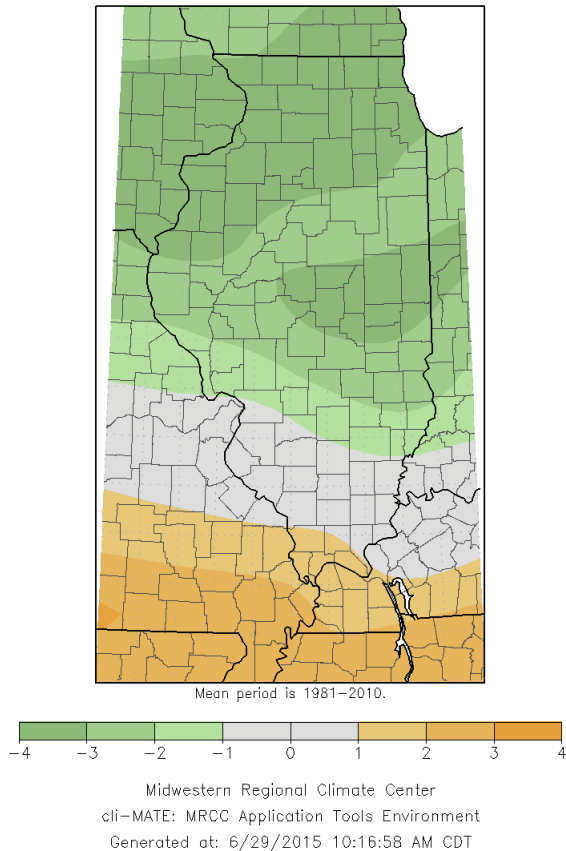 Mean period is 1981-2010.
-4 -3 -2 -1 0 1 2 3 4
Midwestern Regional Climate Center
cli-MATE: MRCC Application Tools Environment
Generated at: 6/29/2015 10:16:58 AM CDT